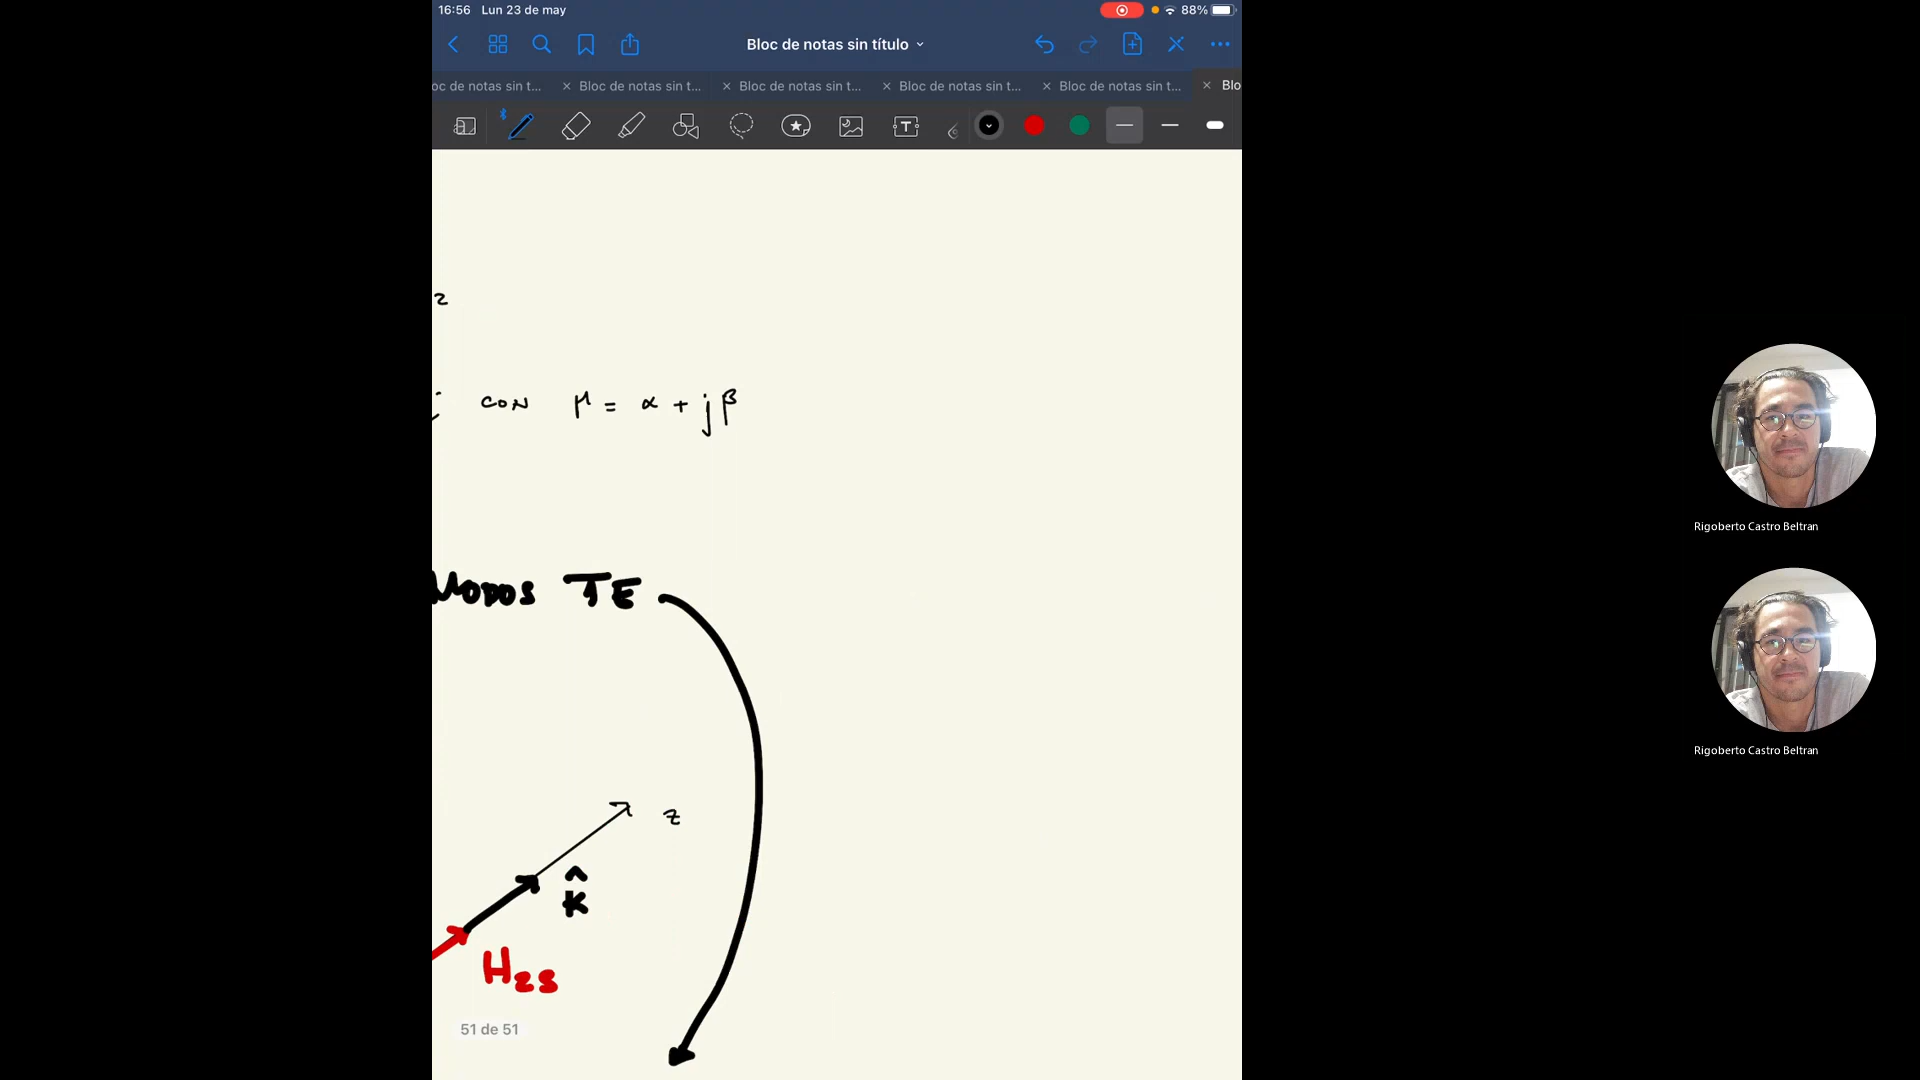 16:56 Lun 23 de may 88%
Bloc de notas sin título
oc de notas sin t... Bloc de notas sin t... Bloc de notas sin t... Bloc de notas sin t... Bloc de notas sin t... Blo
T
2
con μ = α + jβ
Modos TE
z
k̂
Rigoberto Castro Beltran
Rigoberto Castro Beltran
51 de 51